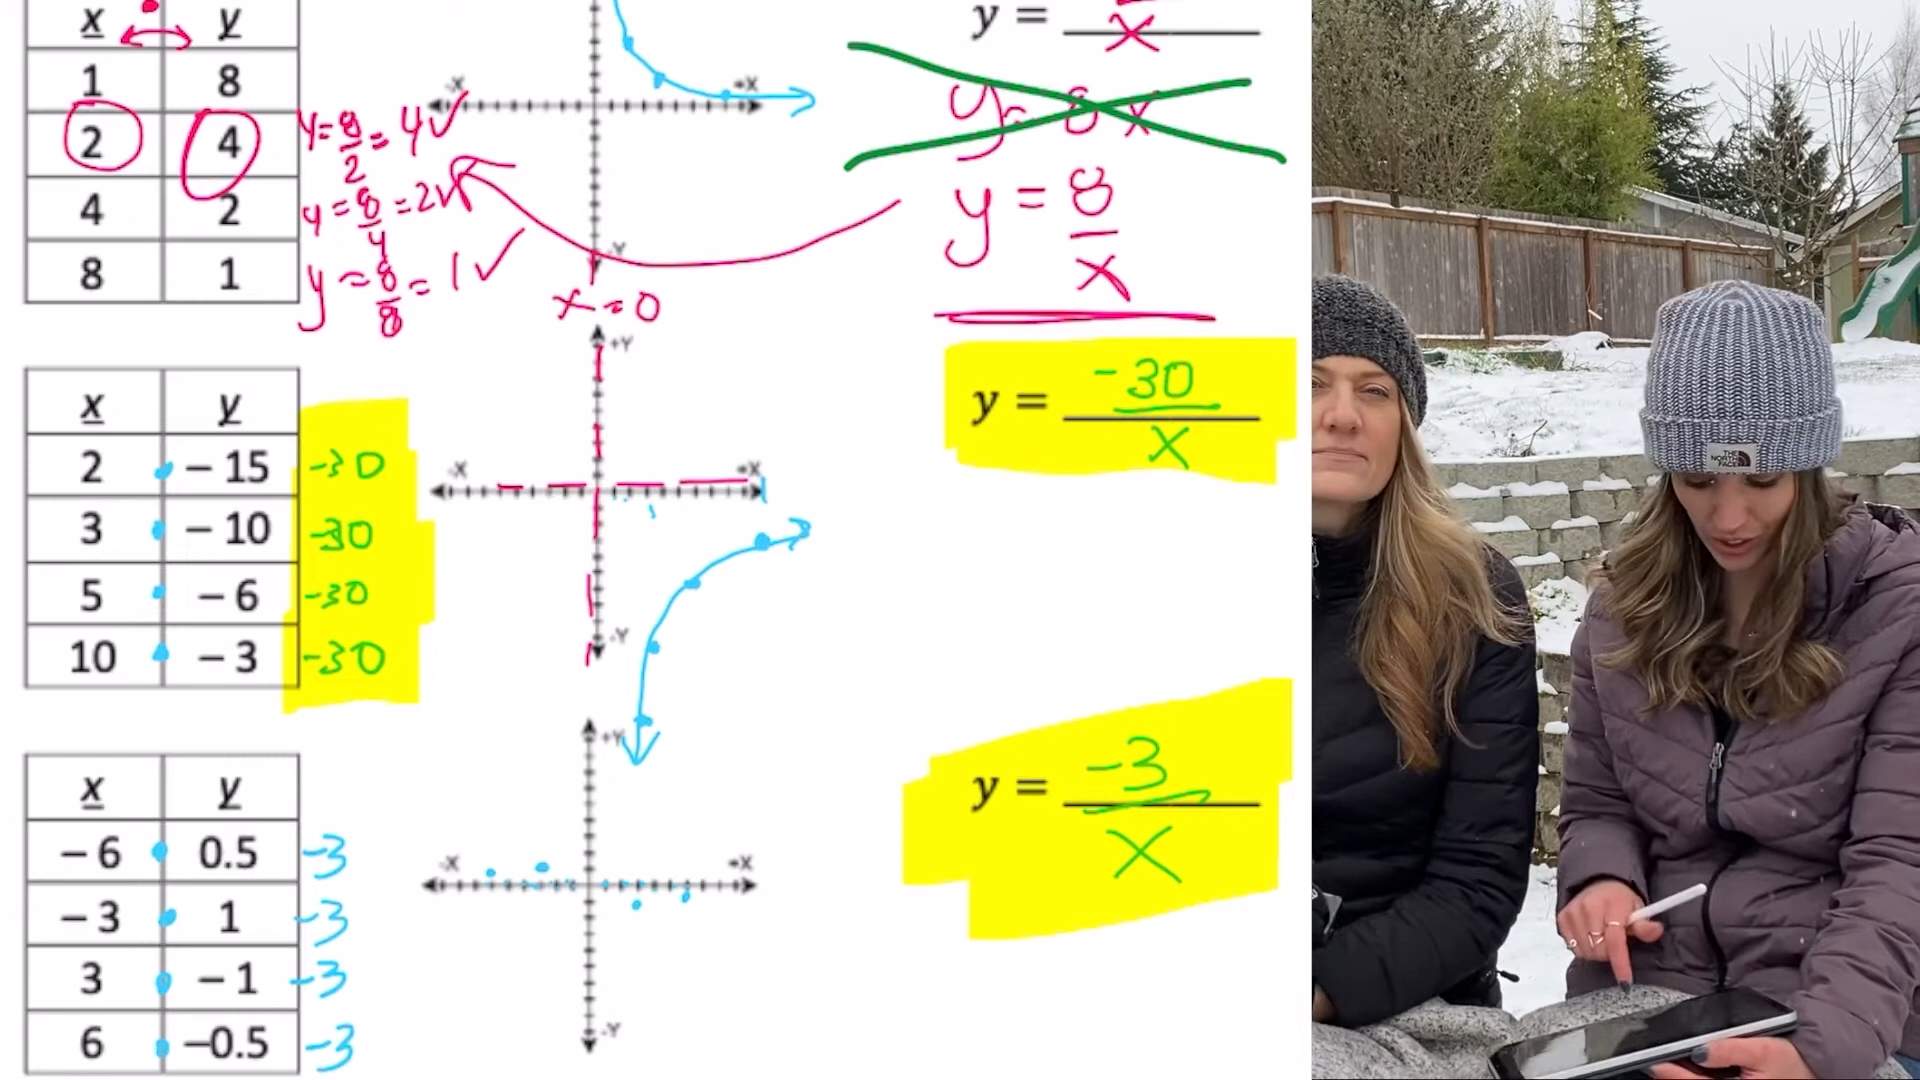 x y
1 8
2 4
4 2
8 1
y=8/2=4✓
y=8/4=2✓
y=8/8=1✓
-X +X
-Y
x=0
y = x
y=8x
y=8/x
x y
2 −15 -30
3 −10 -30
5 −6 -30
10 −3 -30
+Y
-X +X
-Y
y = -30/x
x y
−6 0.5 -3
−3 1 -3
3 −1 -3
6 −0.5 -3
+Y
-X +X
-Y
y = -3/x
THE NORTH FACE